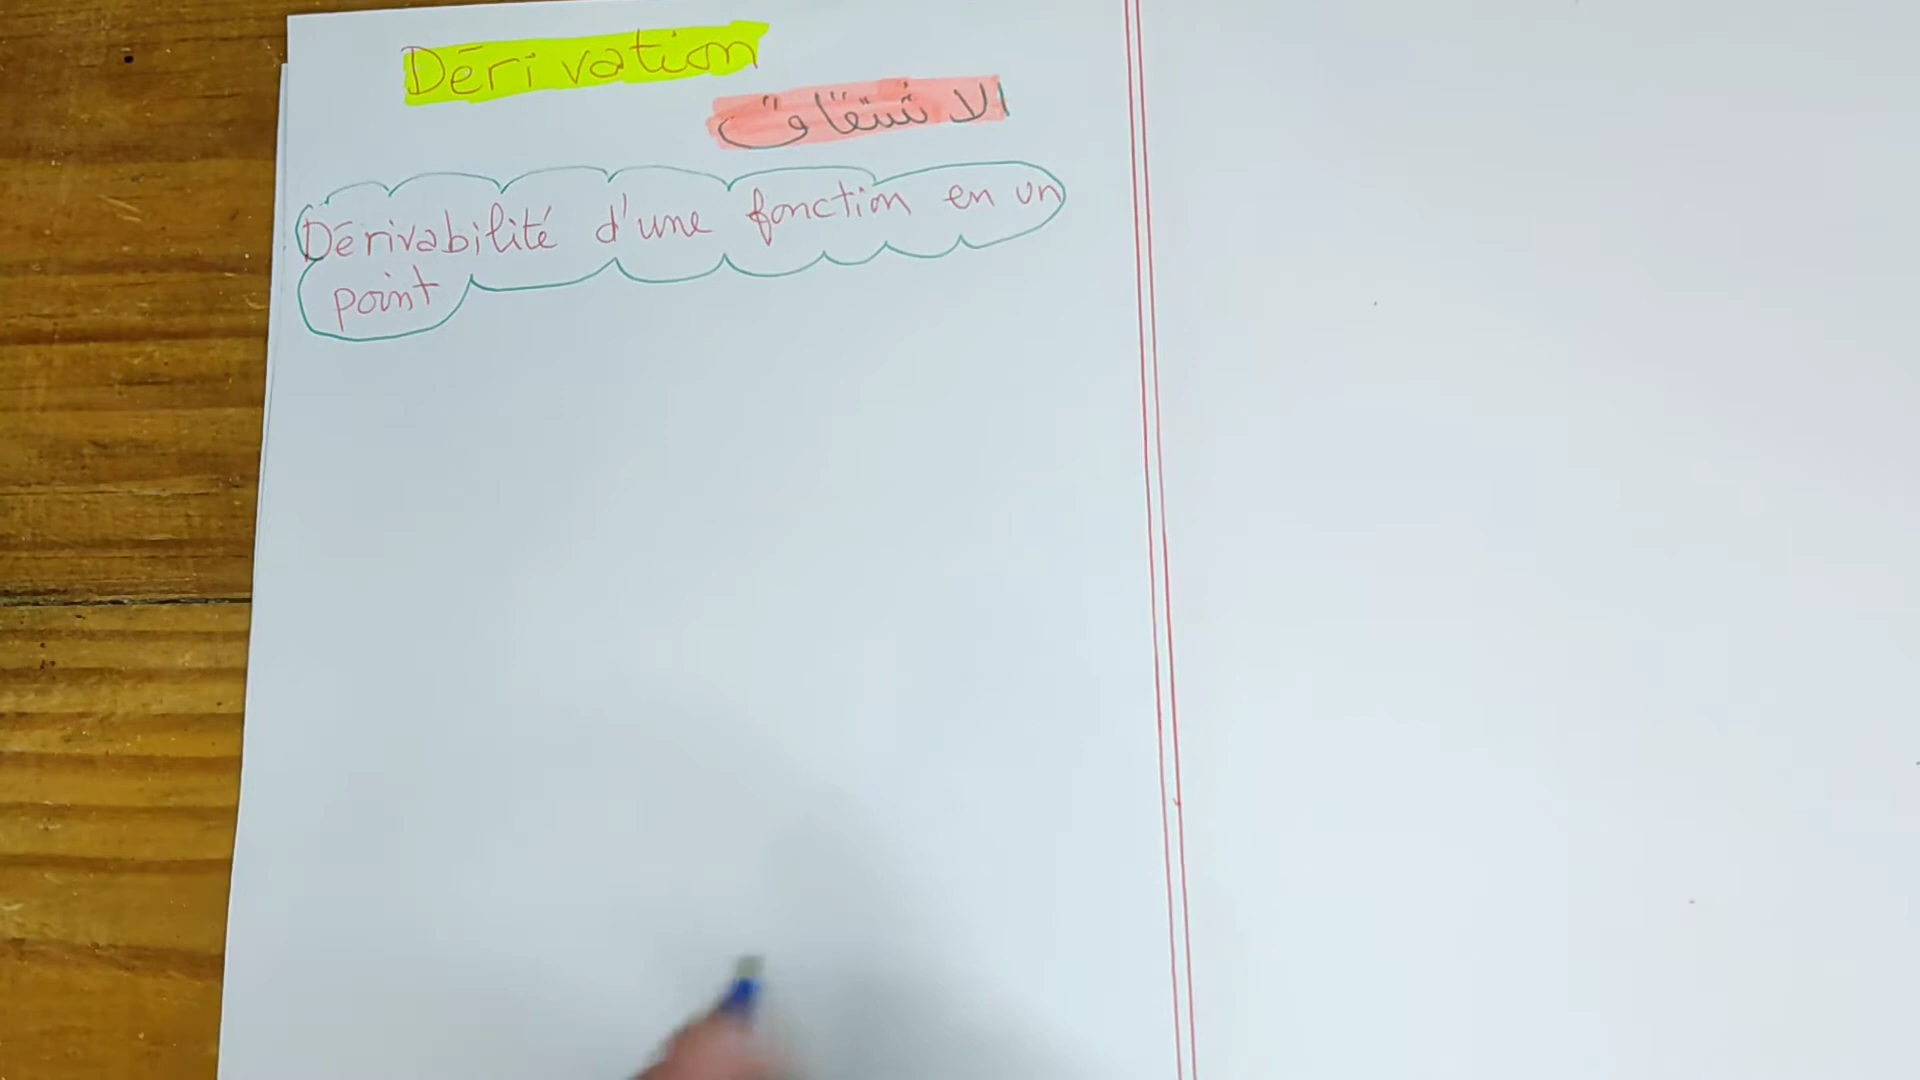 Dérivation
الاشتقاق
Dérivabilité d'une fonction en un
point